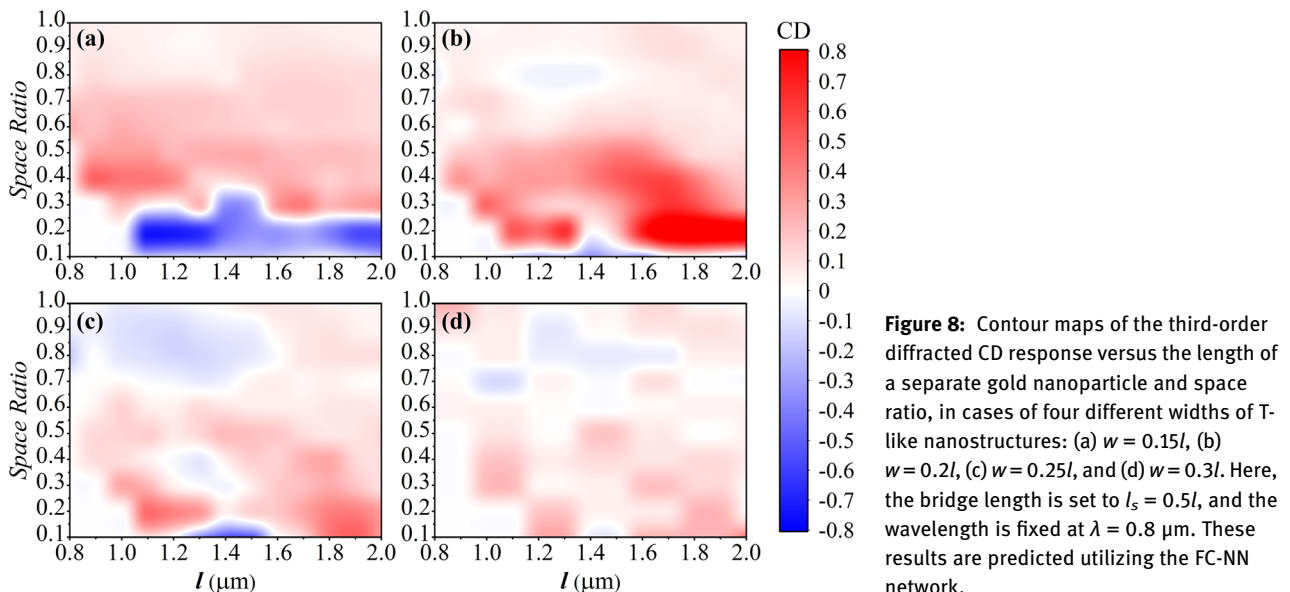 1.0
0.9
0.8
0.7
0.6
0.5
0.4
0.3
0.2
0.1
Space Ratio
(a)
0.8 1.0 1.2 1.4 1.6 1.8 2.0
1.0
0.9
0.8
0.7
0.6
0.5
0.4
0.3
0.2
0.1
(b)
0.8 1.0 1.2 1.4 1.6 1.8 2.0
1.0
0.9
0.8
0.7
0.6
0.5
0.4
0.3
0.2
0.1
Space Ratio
(c)
0.8 1.0 1.2 1.4 1.6 1.8 2.0
l (μm)
1.0
0.9
0.8
0.7
0.6
0.5
0.4
0.3
0.2
0.1
(d)
0.8 1.0 1.2 1.4 1.6 1.8 2.0
l (μm)
CD
0.8
0.7
0.6
0.5
0.4
0.3
0.2
0.1
0
-0.1
-0.2
-0.3
-0.4
-0.5
-0.6
-0.7
-0.8
Figure 8: Contour maps of the third-order
diffracted CD response versus the length of
a separate gold nanoparticle and space
ratio, in cases of four different widths of T-
like nanostructures: (a) w = 0.15l, (b)
w = 0.2l, (c) w = 0.25l, and (d) w = 0.3l. Here,
the bridge length is set to ls = 0.5l, and the
wavelength is fixed at λ = 0.8 μm. These
results are predicted utilizing the FC-NN
network.